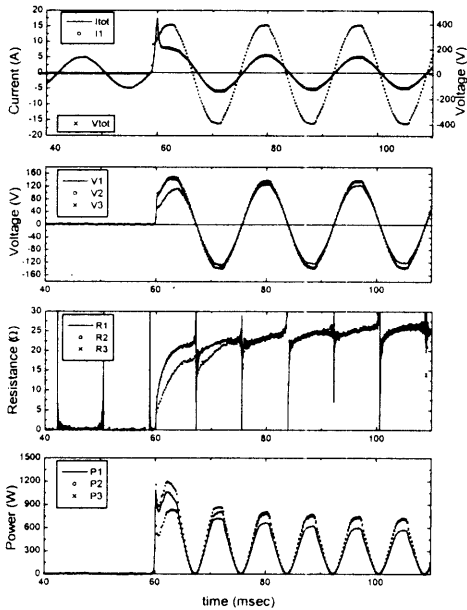 25
20
15
10
5
0
-5
-10
-15
-20
Current (A)
Itot
I1
Vtot
400
200
0
-200
-400
Voltage (V)
40 60 80 100
160
120
80
40
0
-40
-80
-120
-160
Voltage (V)
V1
V2
V3
40 60 80 100
30
25
20
15
10
5
0
Resistance (Ω)
R1
R2
R3
40 60 80 100
1500
1200
900
600
300
0
Power (W)
P1
P2
P3
40 60 80 100
time (msec)